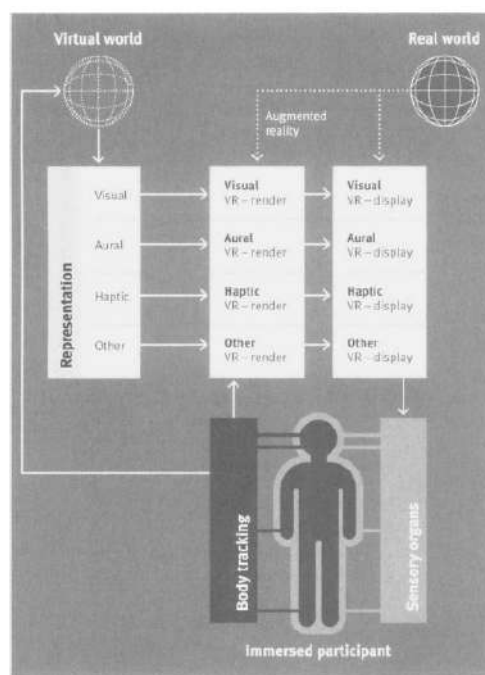 Virtual world
Real world
Augmented
reality
Representation
Visual
Aural
Haptic
Other
Visual
VR – render
Aural
VR – render
Haptic
VR – render
Other
VR – render
Visual
VR – display
Aural
VR – display
Haptic
VR – display
Other
VR – display
Body tracking
Sensory organs
Immersed participant